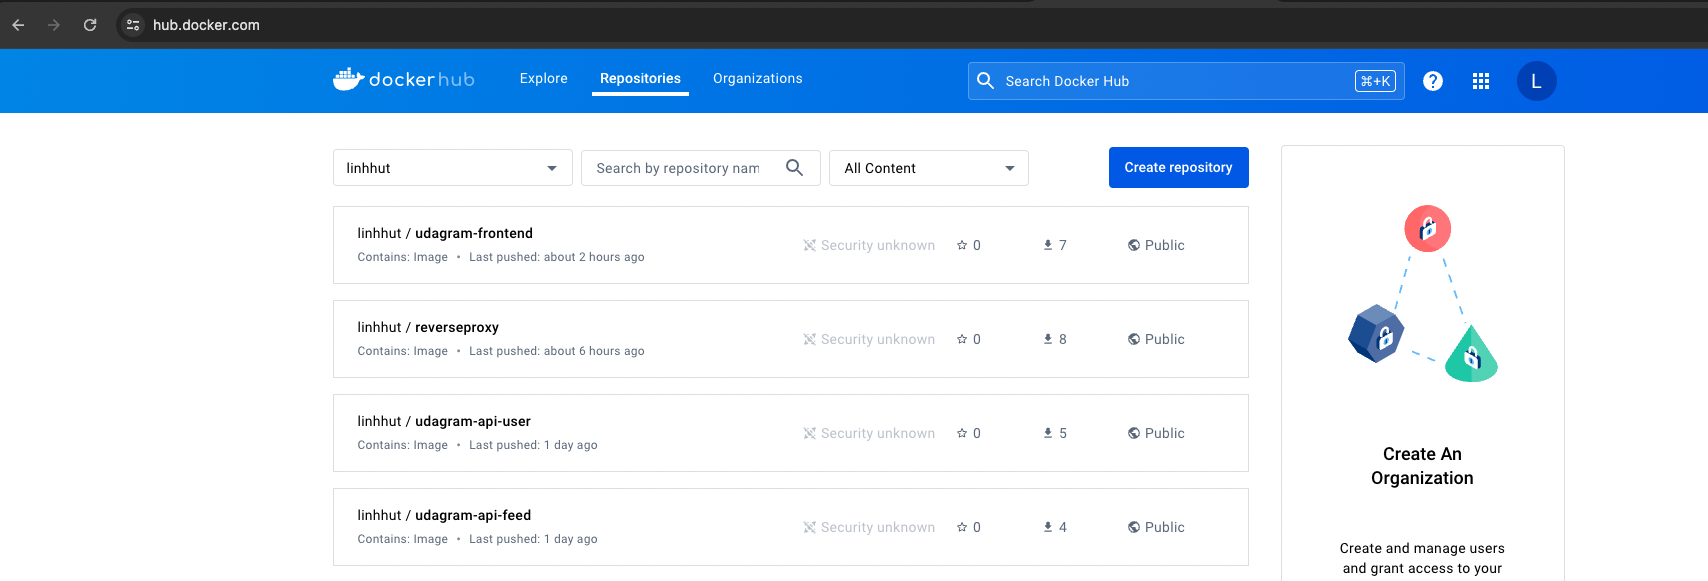 hub.docker.com
dockerhub
Explore
Repositories
Organizations
Search Docker Hub
⌘+K
?
L
linhhut
Search by repository nam
All Content
Create repository
linhhut / udagram-frontend
Contains: Image • Last pushed: about 2 hours ago
Security unknown
0
7
Public
linhhut / reverseproxy
Contains: Image • Last pushed: about 6 hours ago
Security unknown
0
8
Public
linhhut / udagram-api-user
Contains: Image • Last pushed: 1 day ago
Security unknown
0
5
Public
linhhut / udagram-api-feed
Contains: Image • Last pushed: 1 day ago
Security unknown
0
4
Public
Create An
Organization
Create and manage users
and grant access to your